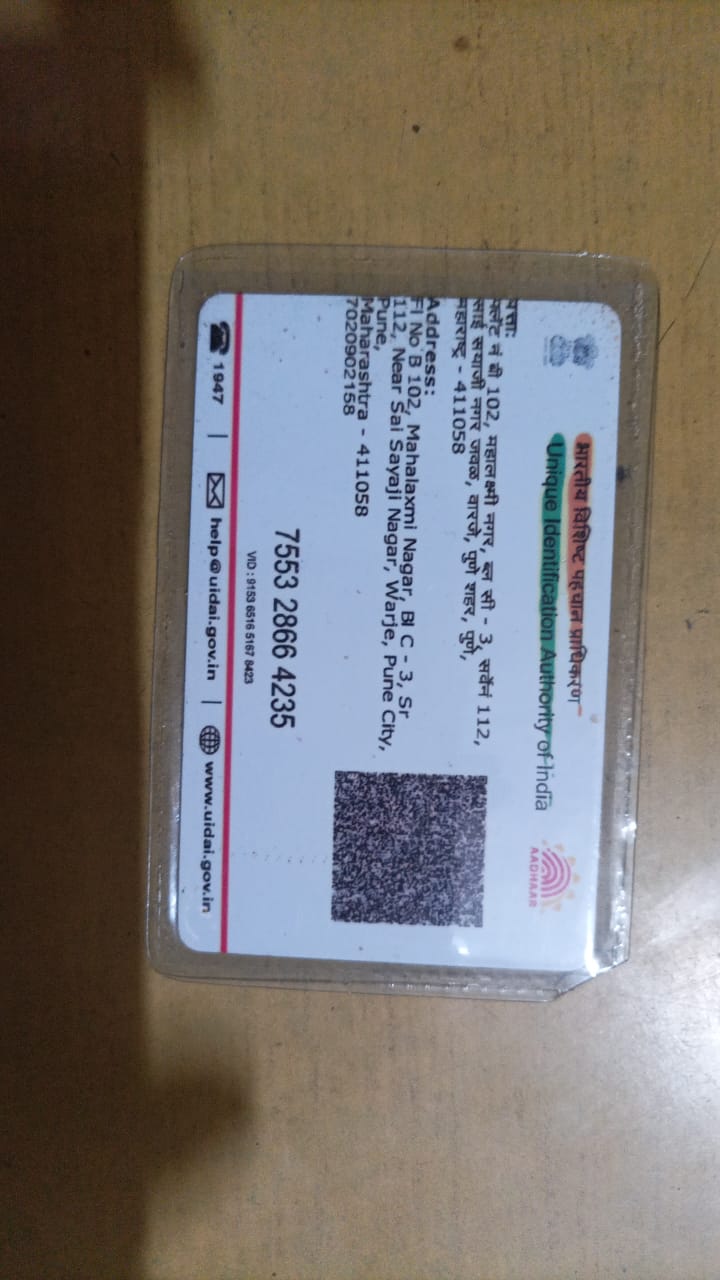 भारतीय विशिष्ट पहचान प्राधिकरण
Unique Identification Authority of India
AADHAAR
पत्ता:
फ्लॅट नं बी 102, महालक्ष्मी नगर, ब्ल सी - 3, सर्वेनं 112,
साई सयाजी नगर जवळ, वारजे, पुणे शहर, पुणे,
महाराष्ट्र - 411058
Address:
Fl No B 102, Mahalaxmi Nagar, Bl C - 3, Sr
112, Near Sai Sayaji Nagar, Warje, Pune City,
Pune,
Maharashtra - 411058
7020902158
7553 2866 4235
VID : 9153 6516 5167 8423
1947 | help@uidai.gov.in | www.uidai.gov.in